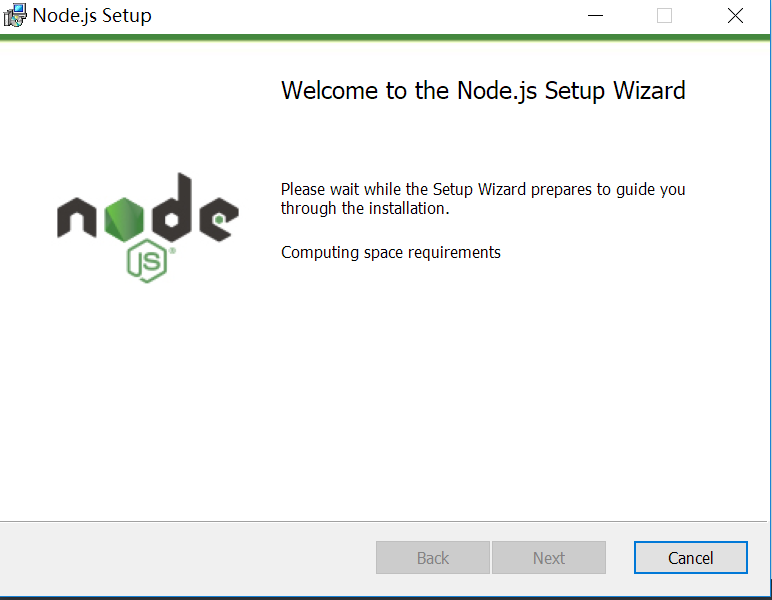 Node.js Setup
Welcome to the Node.js Setup Wizard
node
JS®
Please wait while the Setup Wizard prepares to guide you
through the installation.
Computing space requirements
Back
Next
Cancel